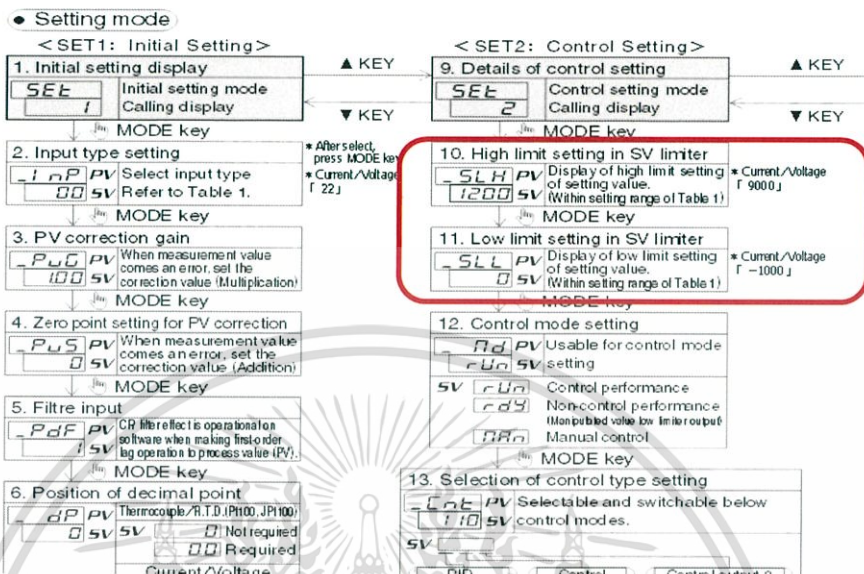 • Setting mode
<SET1: Initial Setting>
1. Initial setting display
SEt
1
Initial setting mode
Calling display
▲ KEY
▼ KEY
MODE key
2. Input type setting
_InP PV Select input type
00 SV Refer to Table 1.
* After select,
press MODE key
* Current/Voltage
「 22」
MODE key
3. PV correction gain
_PvG PV When measurement value
comes an error, set the
1.00 SV correction value (Multiplication)
MODE key
4. Zero point setting for PV correction
_PvS PV When measurement value
comes an error, set the
0 SV correction value (Addition)
MODE key
5. Filtre input
_PdF PV CR filter effect is operational on
software when making first-order
1 SV lag operation to process value (PV).
MODE key
6. Position of decimal point
_dP PV Thermocouple/R.T.D.(Pt100, JPt100)
0 SV SV 0 Not required
0.0 Required
Current/Voltage
<SET2: Control Setting>
9. Details of control setting
SEt
2
Control setting mode
Calling display
▲ KEY
▼ KEY
MODE key
10. High limit setting in SV limiter
_SLH PV Display of high limit setting
of setting value.
1200 SV (Within setting range of Table 1)
* Current/Voltage
「 9000」
MODE key
11. Low limit setting in SV limiter
_SLL PV Display of low limit setting
of setting value.
0 SV (Within setting range of Table 1)
* Current/Voltage
「 -1000」
MODE key
12. Control mode setting
_ Md PV Usable for control mode
rUn SV setting
SV rUn Control performance
rdY Non-control performance
(Manipulated value low limiter output)
MAn Manual control
MODE key
13. Selection of control type setting
_Cnt PV Selectable and switchable below
110 SV control modes.
SV
PID
Control
Control output 2